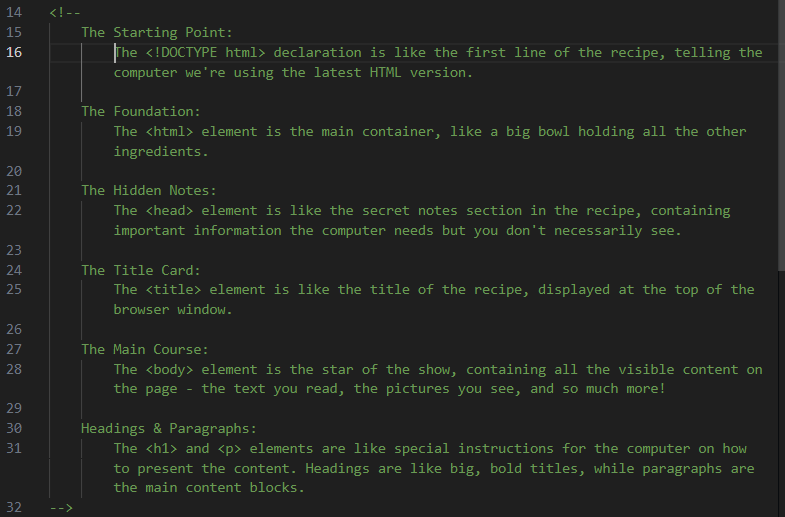 14 <!--
15 The Starting Point:
16 The <!DOCTYPE html> declaration is like the first line of the recipe, telling the
computer we're using the latest HTML version.
17
18 The Foundation:
19 The <html> element is the main container, like a big bowl holding all the other
ingredients.
20
21 The Hidden Notes:
22 The <head> element is like the secret notes section in the recipe, containing
important information the computer needs but you don't necessarily see.
23
24 The Title Card:
25 The <title> element is like the title of the recipe, displayed at the top of the
browser window.
26
27 The Main Course:
28 The <body> element is the star of the show, containing all the visible content on
the page - the text you read, the pictures you see, and so much more!
29
30 Headings & Paragraphs:
31 The <h1> and <p> elements are like special instructions for the computer on how
to present the content. Headings are like big, bold titles, while paragraphs are
the main content blocks.
32 -->